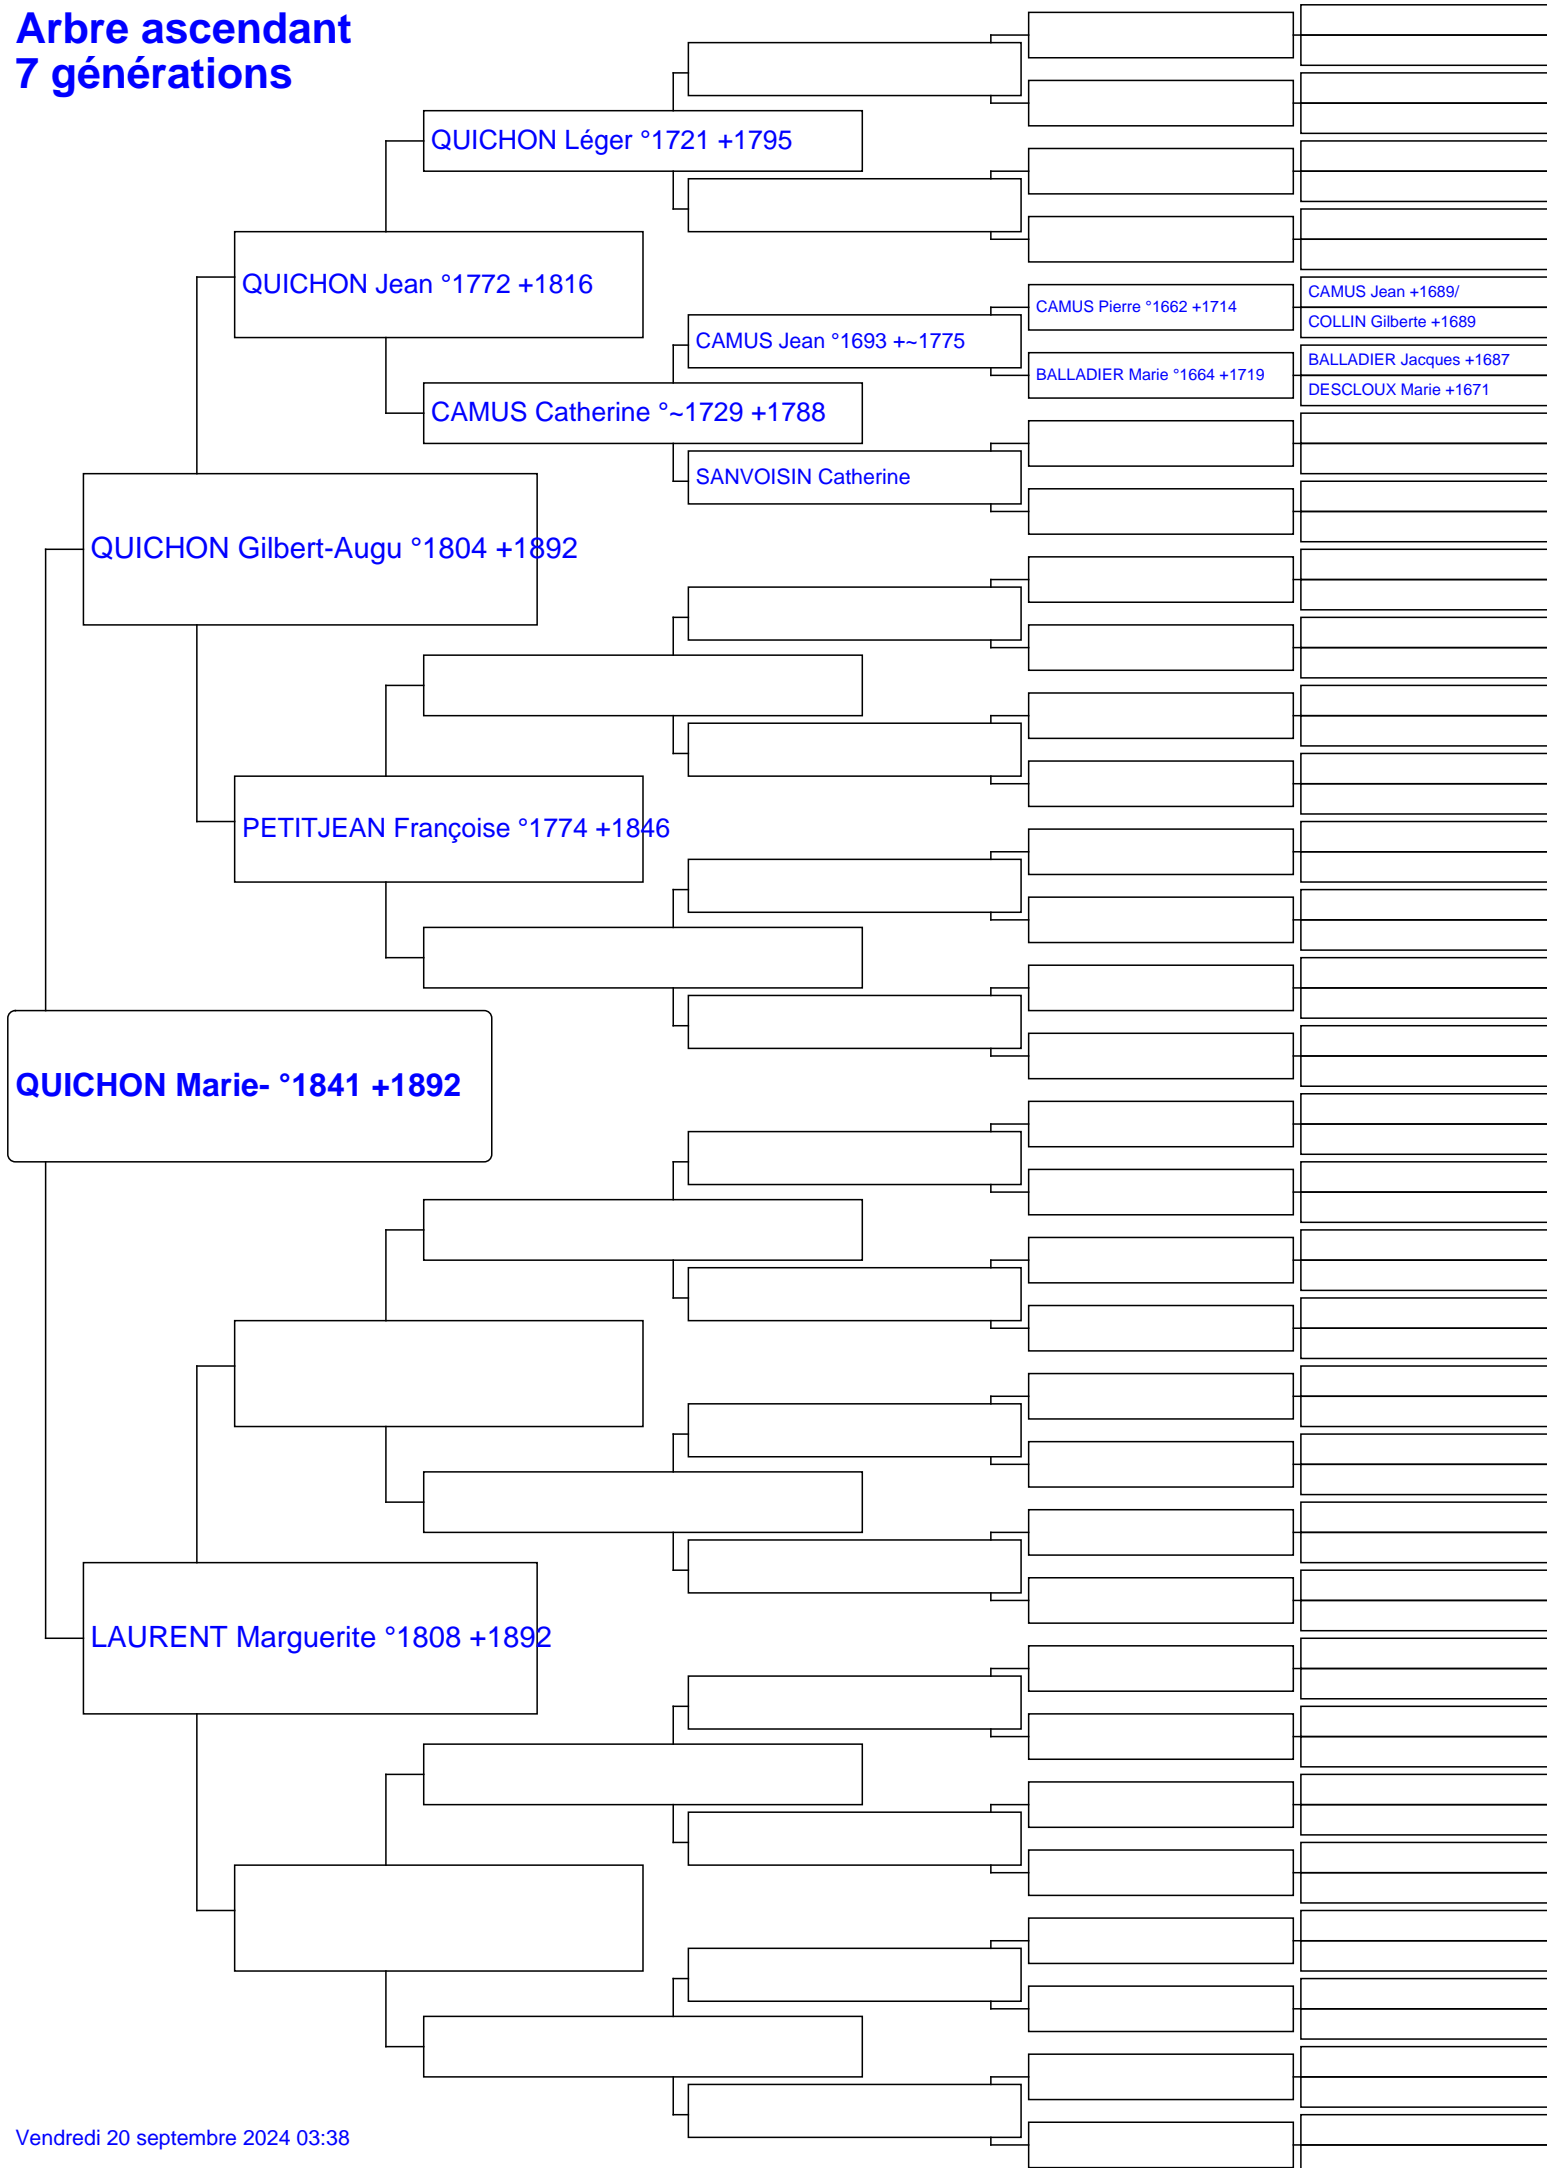 Arbre ascendant
7 générations
QUICHON Léger °1721 +1795
QUICHON Jean °1772 +1816
CAMUS Jean +1689/
CAMUS Pierre °1662 +1714
COLLIN Gilberte +1689
CAMUS Jean °1693 +~1775
BALLADIER Jacques +1687
BALLADIER Marie °1664 +1719
DESCLOUX Marie +1671
CAMUS Catherine °~1729 +1788
SANVOISIN Catherine
QUICHON Gilbert-Augu °1804 +1892
PETITJEAN Françoise °1774 +1846
QUICHON Marie- °1841 +1892
LAURENT Marguerite °1808 +1892
Vendredi 20 septembre 2024 03:38